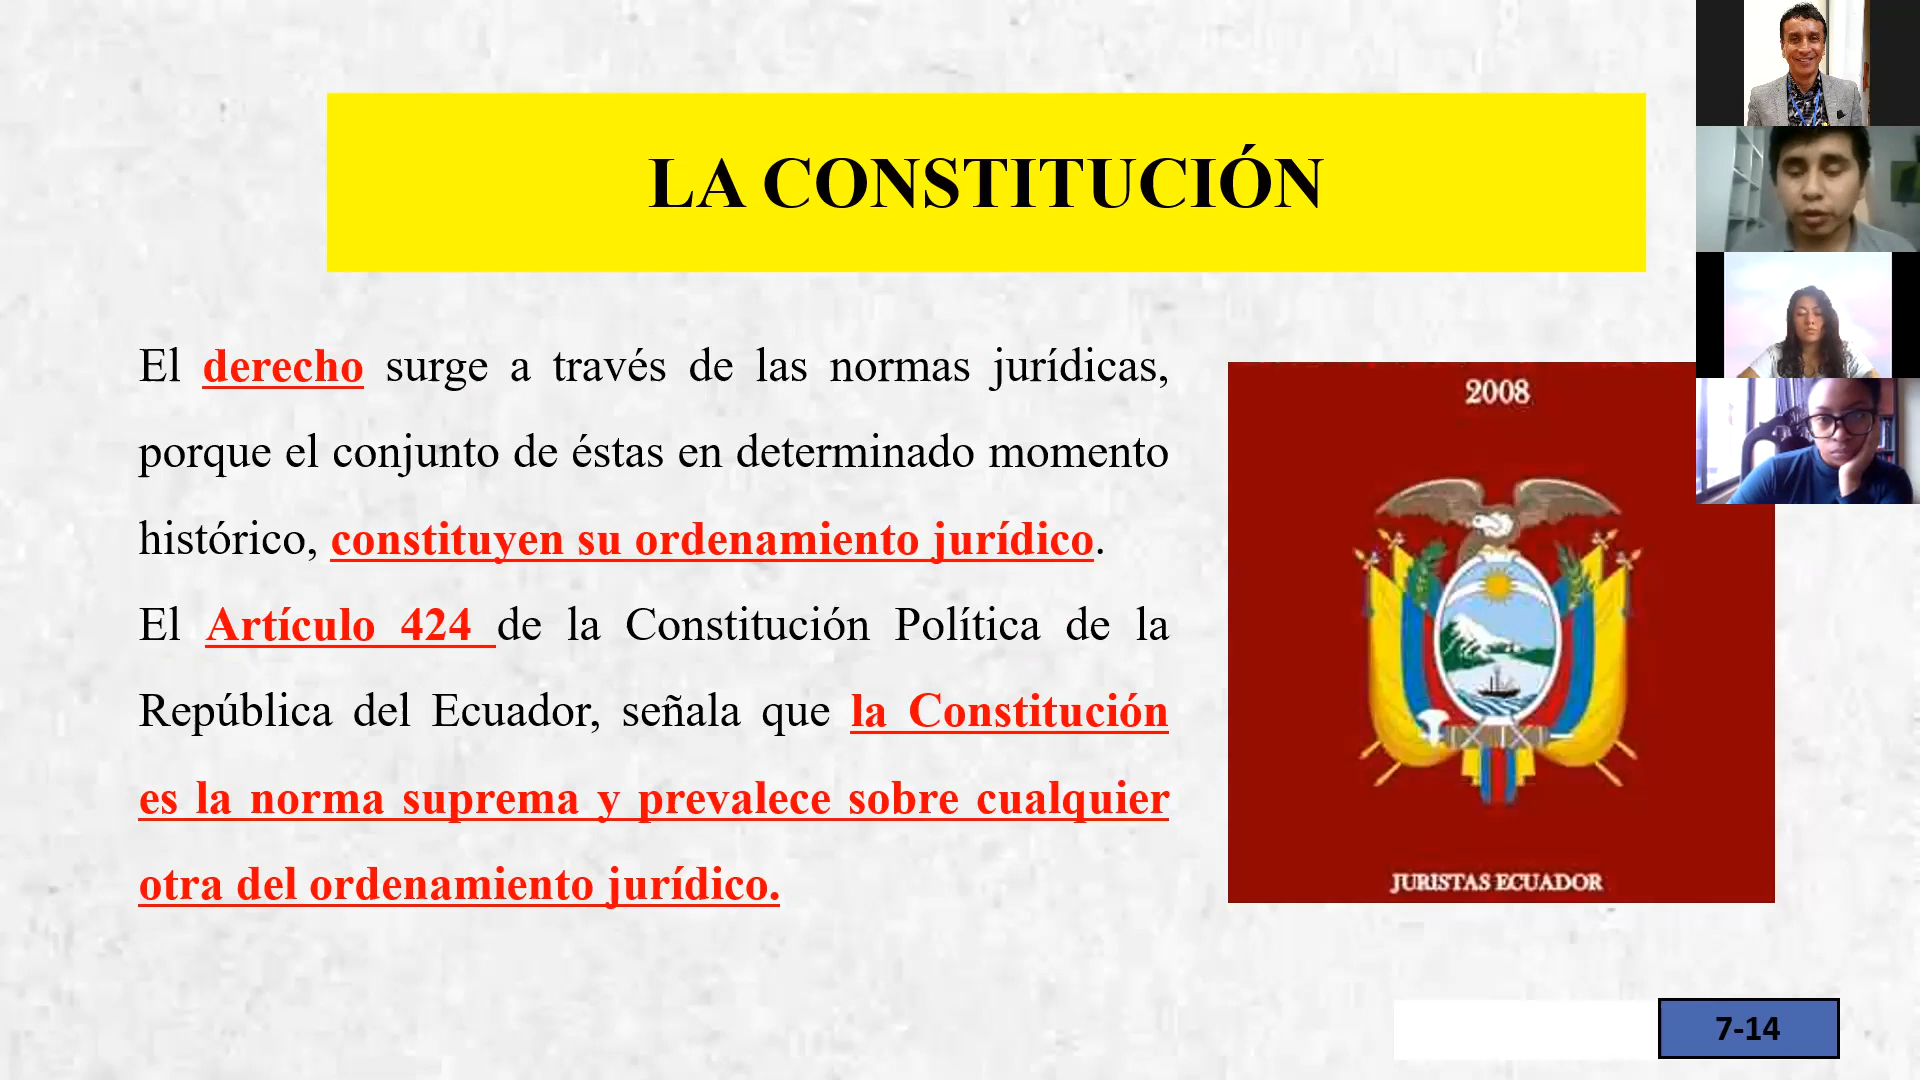 LA CONSTITUCIÓN
El derecho surge a través de las normas jurídicas,
porque el conjunto de éstas en determinado momento
histórico, constituyen su ordenamiento jurídico.
El Artículo 424 de la Constitución Política de la
República del Ecuador, señala que la Constitución
es la norma suprema y prevalece sobre cualquier
otra del ordenamiento jurídico.
2008
JURISTAS ECUADOR
7-14